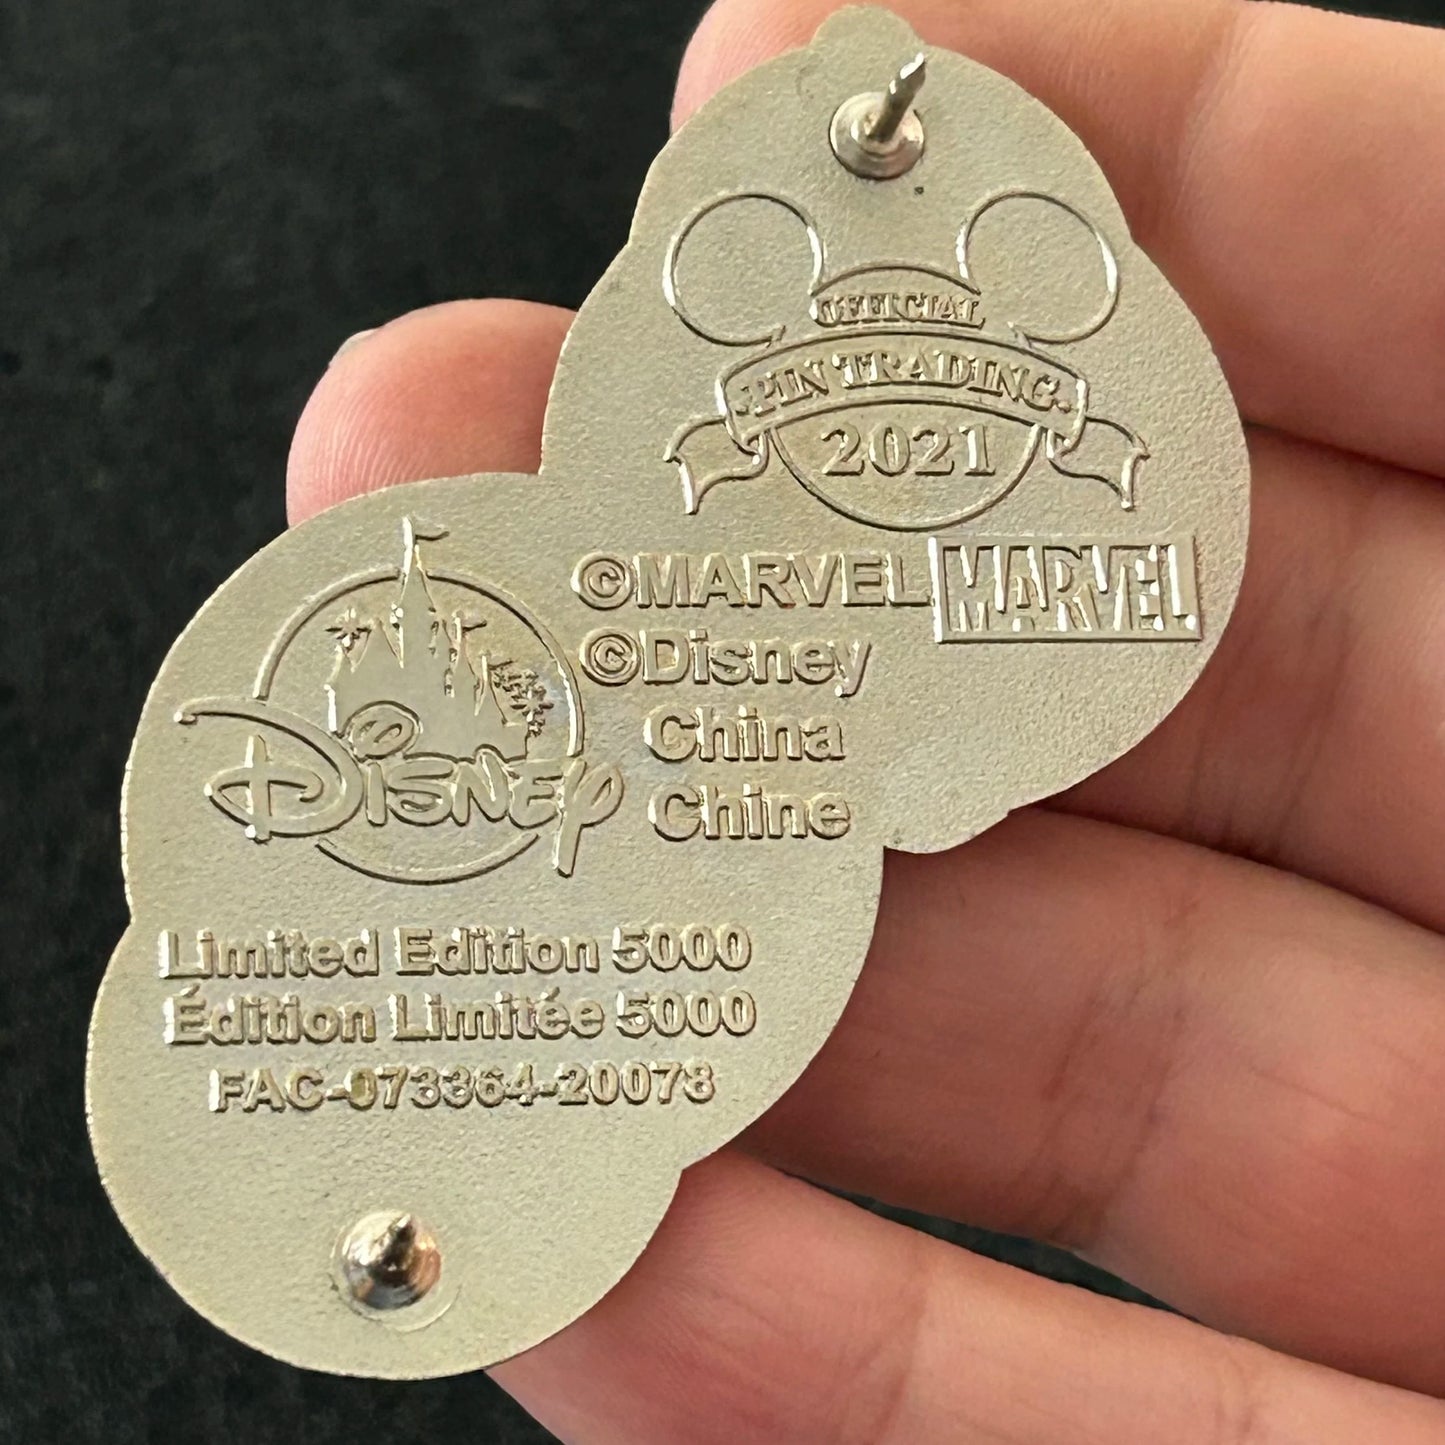 OFFICIAL
·PIN TRADING·
2021
©MARVEL MARVEL
©Disney
China
Chine
Disney
Limited Edition 5000
Édition Limitée 5000
FAC-073364-20078